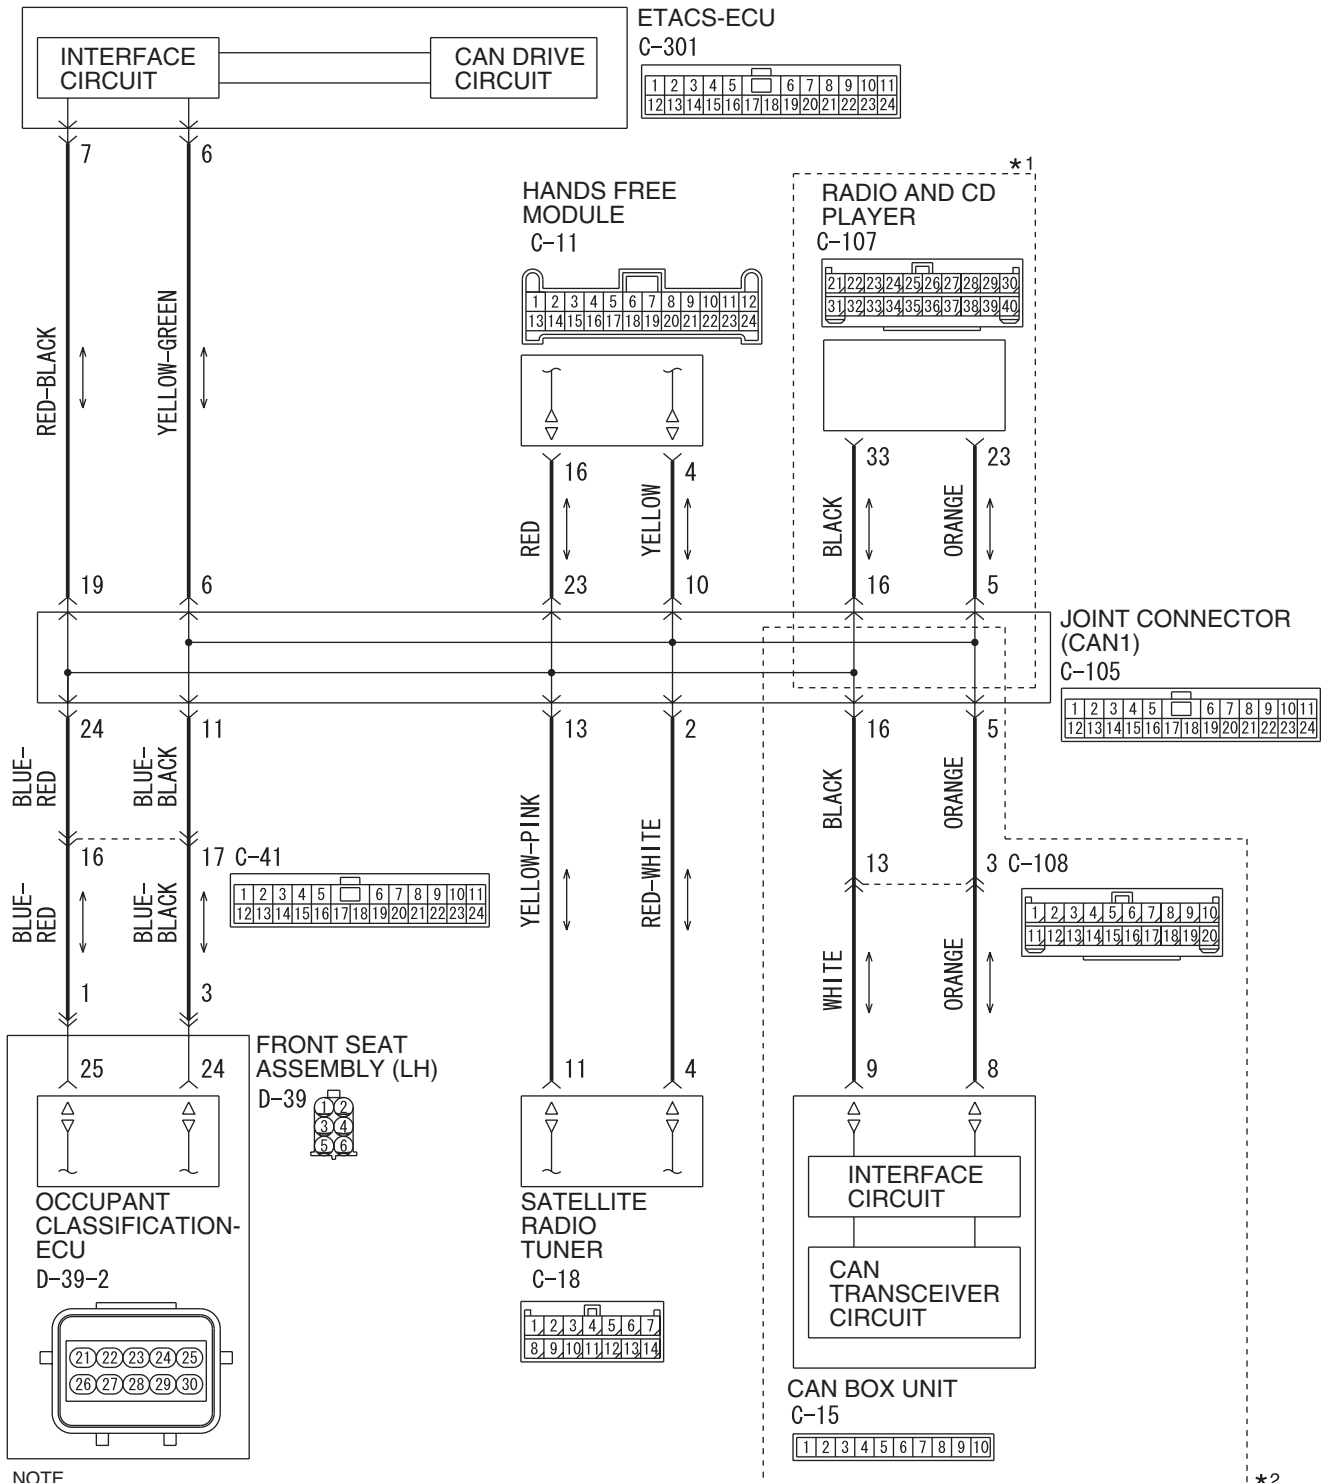 ETACS-ECU
C-301
INTERFACE
CIRCUIT
CAN DRIVE
CIRCUIT
1 2 3 4 5 6 7 8 9 10 11
12 13 14 15 16 17 18 19 20 21 22 23 24
7
6
RED-BLACK
YELLOW-GREEN
HANDS FREE
MODULE
C-11
1 2 3 4 5 6 7 8 9 10 11 12
13 14 15 16 17 18 19 20 21 22 23 24
16
4
RED
YELLOW
*1
RADIO AND CD
PLAYER
C-107
21 22 23 24 25 26 27 28 29 30
31 32 33 34 35 36 37 38 39 40
33
23
BLACK
ORANGE
19
6
23
10
16
5
JOINT CONNECTOR
(CAN1)
C-105
1 2 3 4 5 6 7 8 9 10 11
12 13 14 15 16 17 18 19 20 21 22 23 24
24
11
13
2
16
5
BLUE-
RED
BLUE-
BLACK
YELLOW-PINK
RED-WHITE
BLACK
ORANGE
16
17
C-41
1 2 3 4 5 6 7 8 9 10 11
12 13 14 15 16 17 18 19 20 21 22 23 24
13
3
C-108
1 2 3 4 5 6 7 8 9 10
11 12 13 14 15 16 17 18 19 20
BLUE-
RED
BLUE-
BLACK
WHITE
ORANGE
1
3
FRONT SEAT
ASSEMBLY (LH)
D-39
1 2
3 4
5 6
25
24
11
4
9
8
OCCUPANT
CLASSIFICATION-
ECU
D-39-2
21 22 23 24 25
26 27 28 29 30
SATELLITE
RADIO
TUNER
C-18
1 2 3 4 5 6 7
8 9 10 11 12 13 14
INTERFACE
CIRCUIT
CAN
TRANSCEIVER
CIRCUIT
CAN BOX UNIT
C-15
1 2 3 4 5 6 7 8 9 10
NOTE
*2